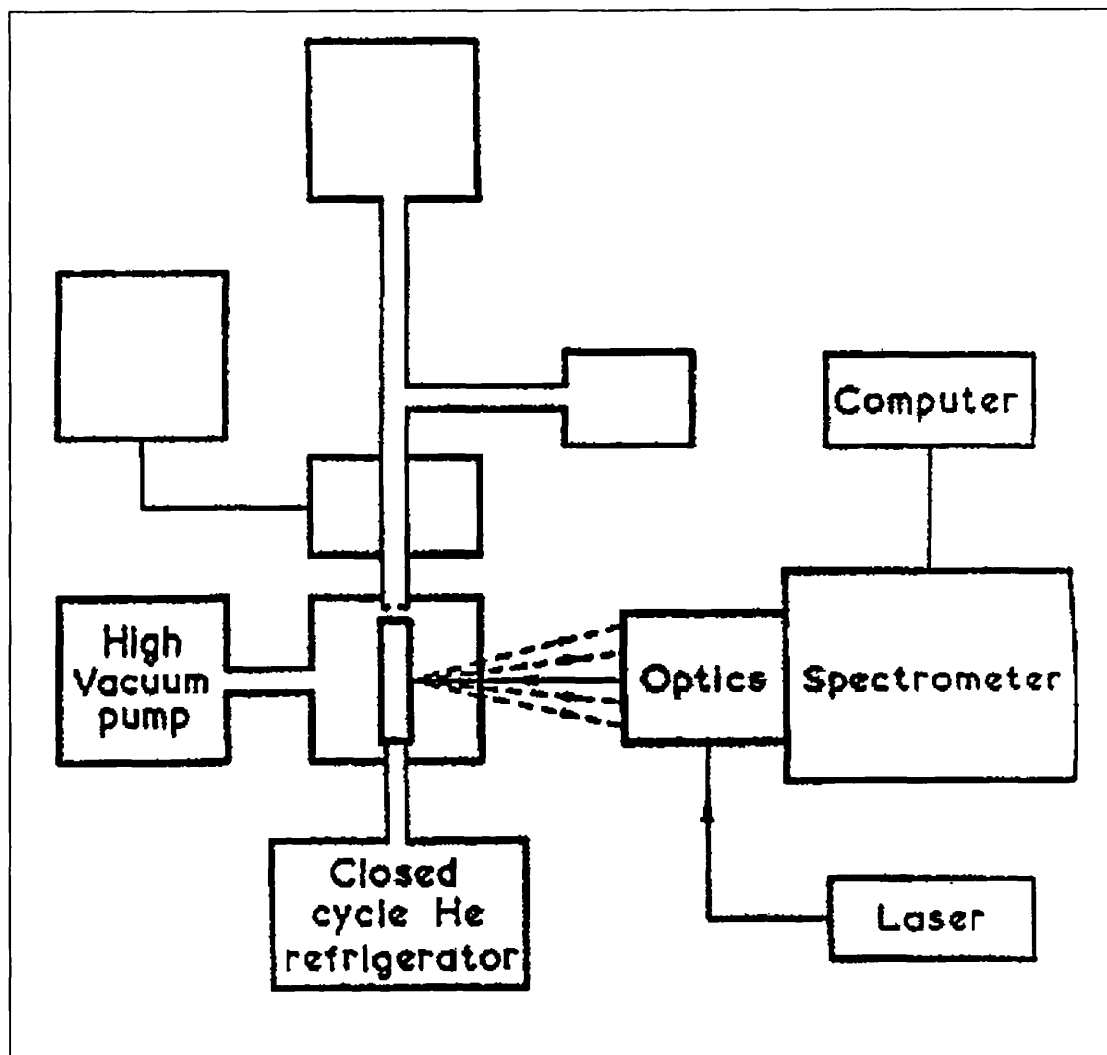 Computer
High
Vacuum
pump
Optics
Spectrometer
Closed
cycle He
refrigerator
Laser